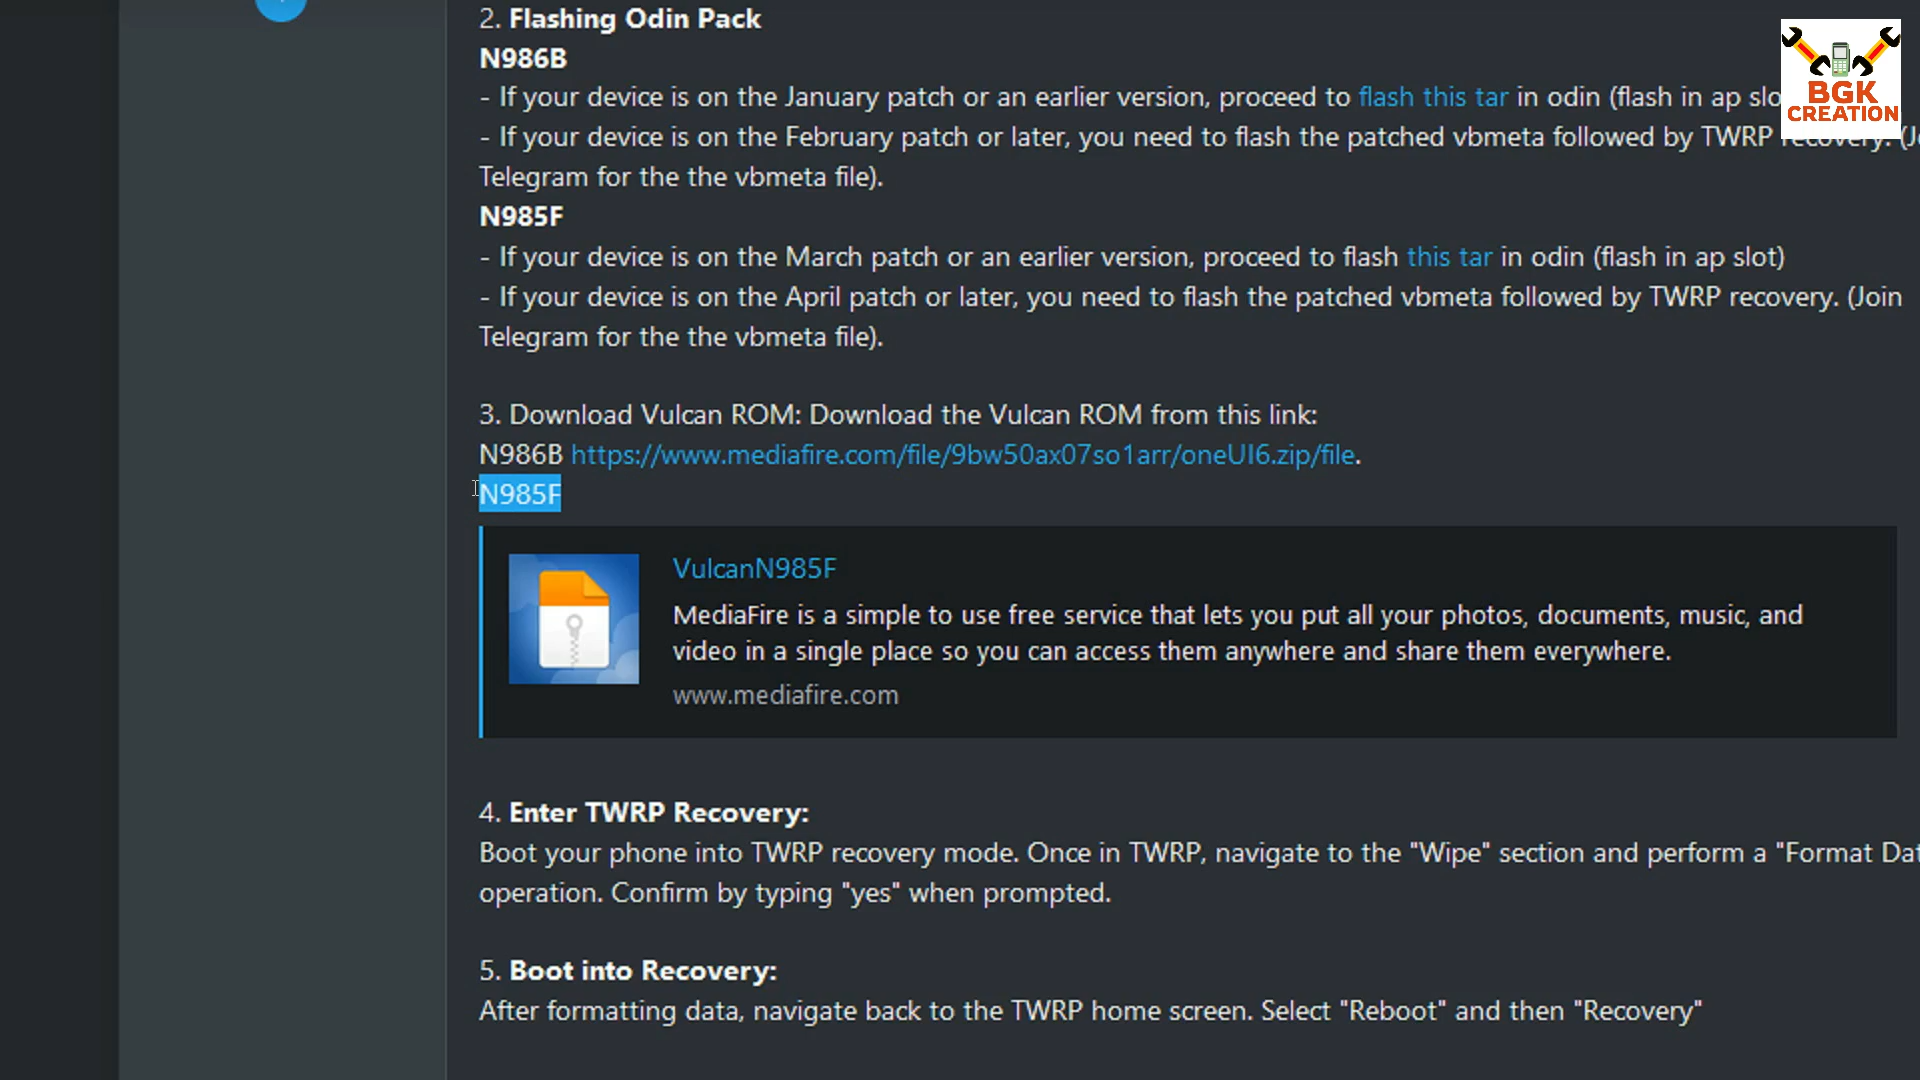 2. Flashing Odin Pack
N986B
- If your device is on the January patch or an earlier version, proceed to flash this tar in odin (flash in ap slo
- If your device is on the February patch or later, you need to flash the patched vbmeta followed by TWRP recovery. (J
Telegram for the the vbmeta file).
N985F
- If your device is on the March patch or an earlier version, proceed to flash this tar in odin (flash in ap slot)
- If your device is on the April patch or later, you need to flash the patched vbmeta followed by TWRP recovery. (Join
Telegram for the the vbmeta file).
3. Download Vulcan ROM: Download the Vulcan ROM from this link:
N986B https://www.mediafire.com/file/9bw50ax07so1arr/oneUI6.zip/file.
N985F
VulcanN985F
MediaFire is a simple to use free service that lets you put all your photos, documents, music, and
video in a single place so you can access them anywhere and share them everywhere.
www.mediafire.com
4. Enter TWRP Recovery:
Boot your phone into TWRP recovery mode. Once in TWRP, navigate to the "Wipe" section and perform a "Format Dat
operation. Confirm by typing "yes" when prompted.
5. Boot into Recovery:
After formatting data, navigate back to the TWRP home screen. Select "Reboot" and then "Recovery"
BGK
CREATION